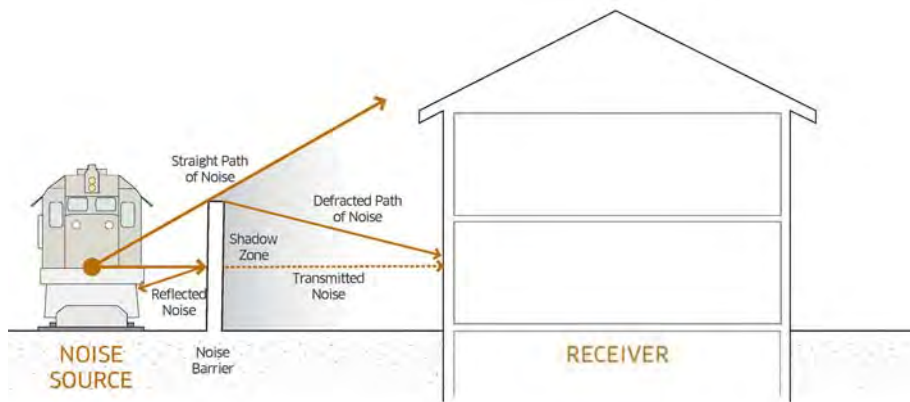 Straight Path
of Noise
Defracted Path
of Noise
Shadow
Zone
Transmitted
Noise
Reflected
Noise
NOISE
SOURCE
Noise
Barrier
RECEIVER